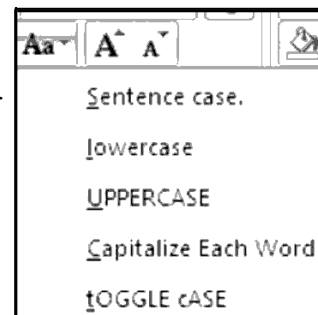 Aa A A
Sentence case.
lowercase
UPPERCASE
Capitalize Each Word
tOGGLE cASE